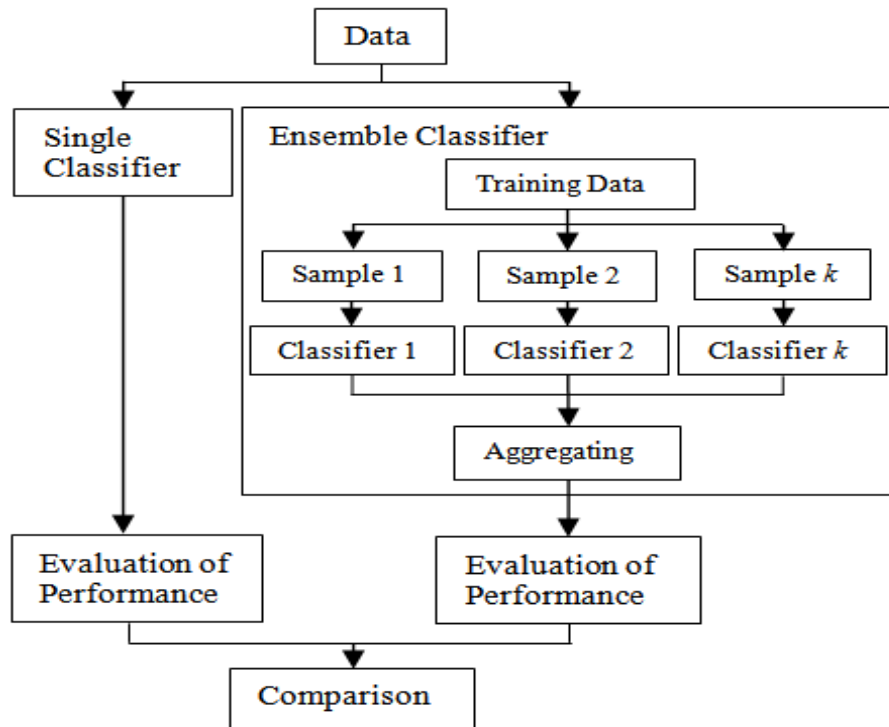 Data
Single
Classifier
Ensemble Classifier
Training Data
Sample 1
Sample 2
Sample k
Classifier 1
Classifier 2
Classifier k
Aggregating
Evaluation of
Performance
Evaluation of
Performance
Comparison